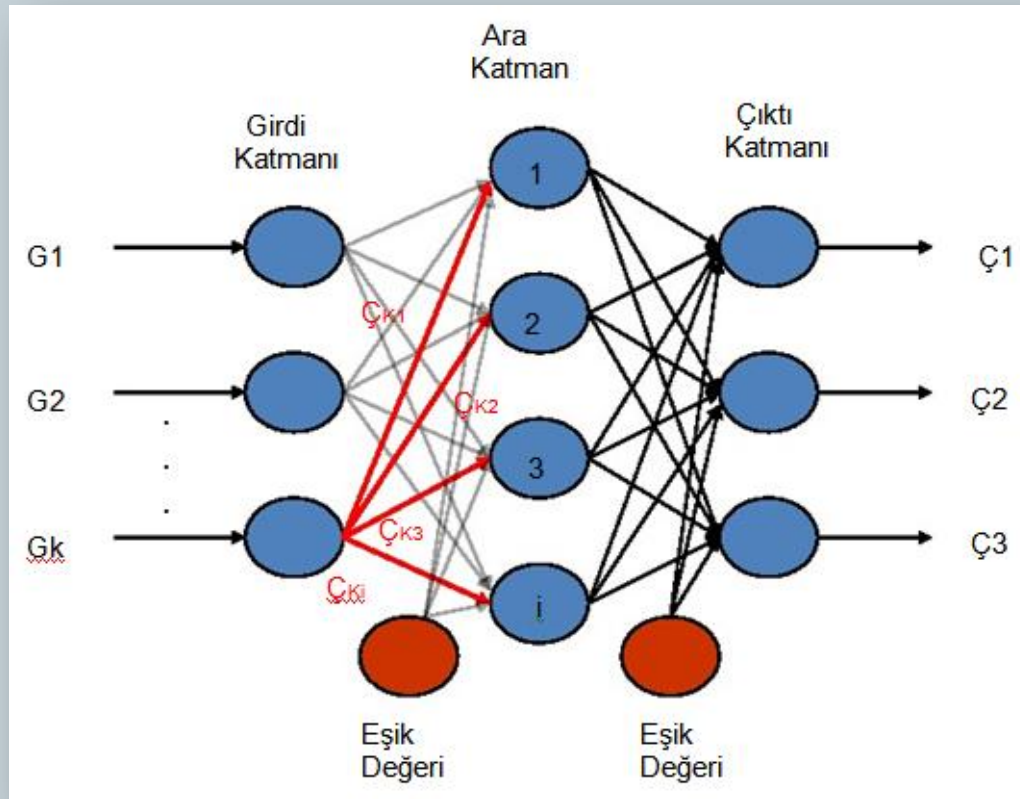 Ara
Katman
Girdi
Katmanı
Çıktı
Katmanı
1
G1
Ç1
ÇK1
2
G2
ÇK2
Ç2
.
.
.
3
Gk
ÇK3
Ç3
ÇKi
i
Eşik
Değeri
Eşik
Değeri